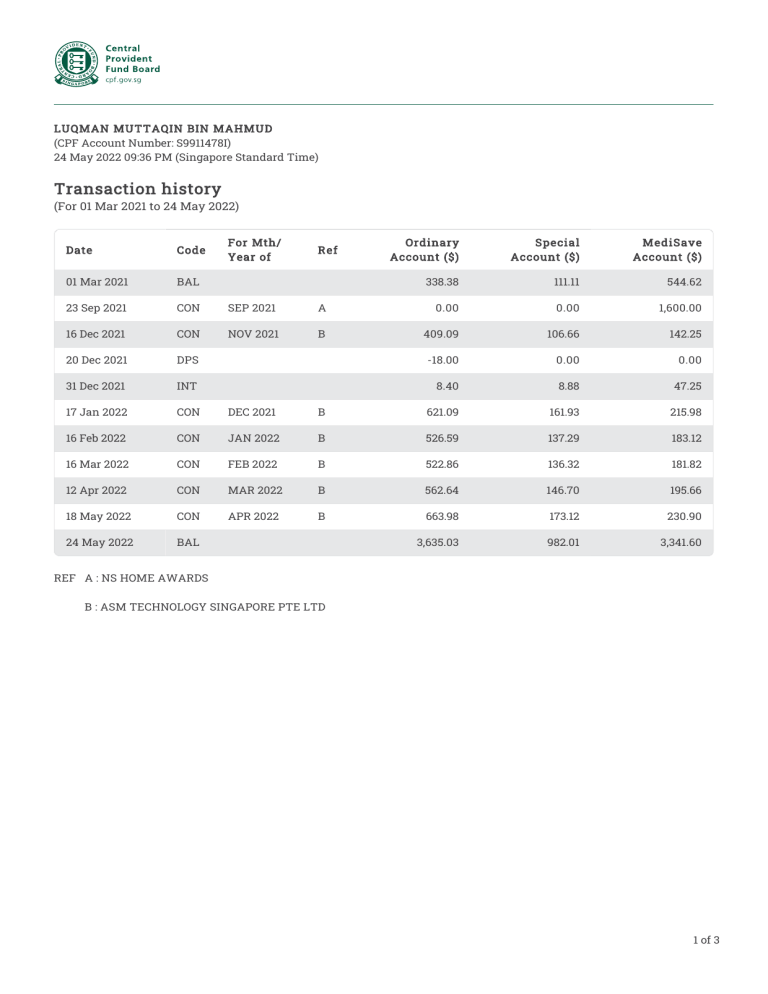 Central
Provident
Fund Board
cpf.gov.sg
LUQMAN MUTTAQIN BIN MAHMUD
(CPF Account Number: S9911478I)
24 May 2022 09:36 PM (Singapore Standard Time)
Transaction history
(For 01 Mar 2021 to 24 May 2022)
Date Code For Mth/ Year of Ref Ordinary Account ($) Special Account ($) MediSave Account ($)
01 Mar 2021 BAL 338.38 111.11 544.62
23 Sep 2021 CON SEP 2021 A 0.00 0.00 1,600.00
16 Dec 2021 CON NOV 2021 B 409.09 106.66 142.25
20 Dec 2021 DPS -18.00 0.00 0.00
31 Dec 2021 INT 8.40 8.88 47.25
17 Jan 2022 CON DEC 2021 B 621.09 161.93 215.98
16 Feb 2022 CON JAN 2022 B 526.59 137.29 183.12
16 Mar 2022 CON FEB 2022 B 522.86 136.32 181.82
12 Apr 2022 CON MAR 2022 B 562.64 146.70 195.66
18 May 2022 CON APR 2022 B 663.98 173.12 230.90
24 May 2022 BAL 3,635.03 982.01 3,341.60
REF A : NS HOME AWARDS
B : ASM TECHNOLOGY SINGAPORE PTE LTD
1 of 3